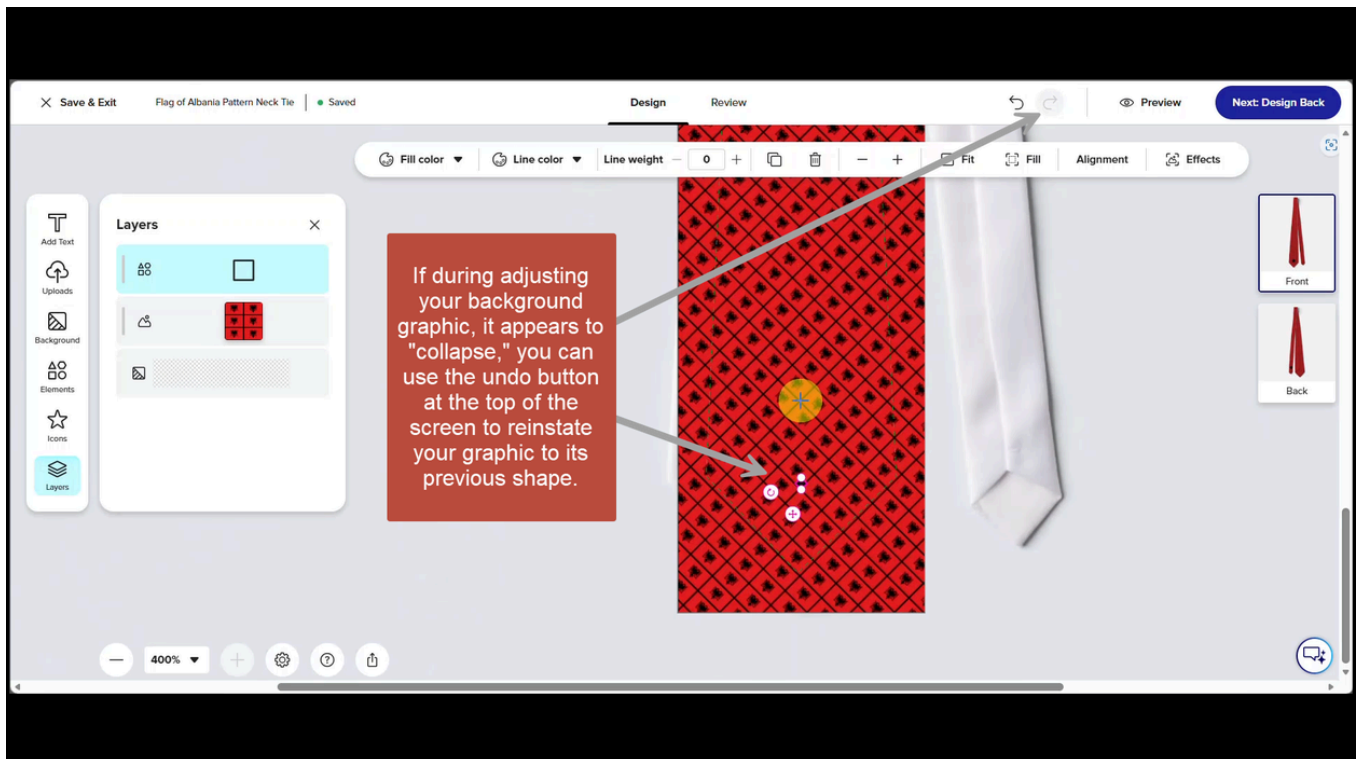 Save & Exit
Flag of Albania Pattern Neck Tie
Saved
Design
Review
Preview
Next: Design Back
Fill color
Line color
Line weight
0
Fit
Fill
Alignment
Effects
Add Text
Uploads
Background
Elements
Icons
Layers
Layers
If during adjusting
your background
graphic, it appears to
"collapse," you can
use the undo button
at the top of the
screen to reinstate
your graphic to its
previous shape.
Front
Back
400%